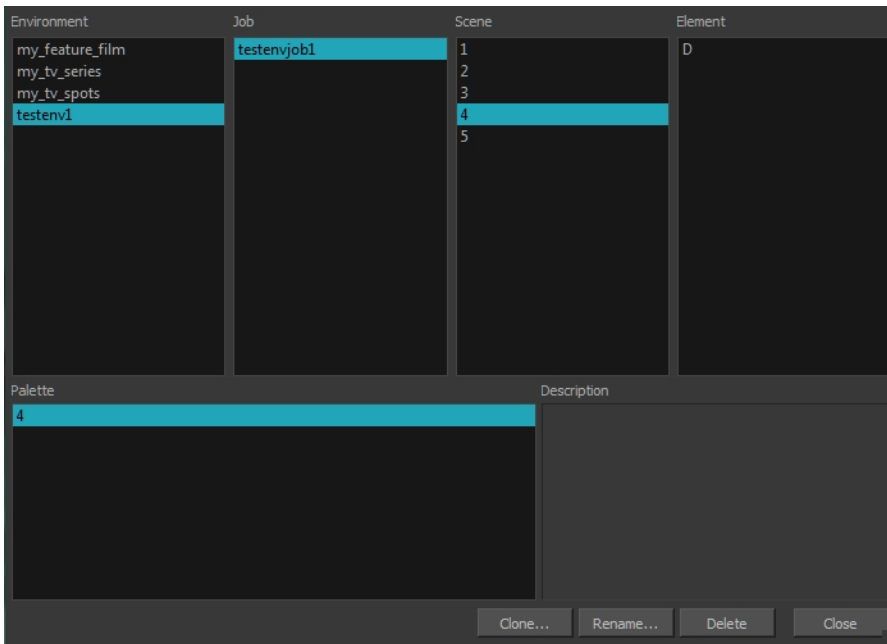 Environment
Job
Scene
Element
my_feature_film
my_tv_series
my_tv_spots
testenv1
testenvjob1
1
2
3
4
5
D
Palette
Description
4
Clone...
Rename...
Delete
Close